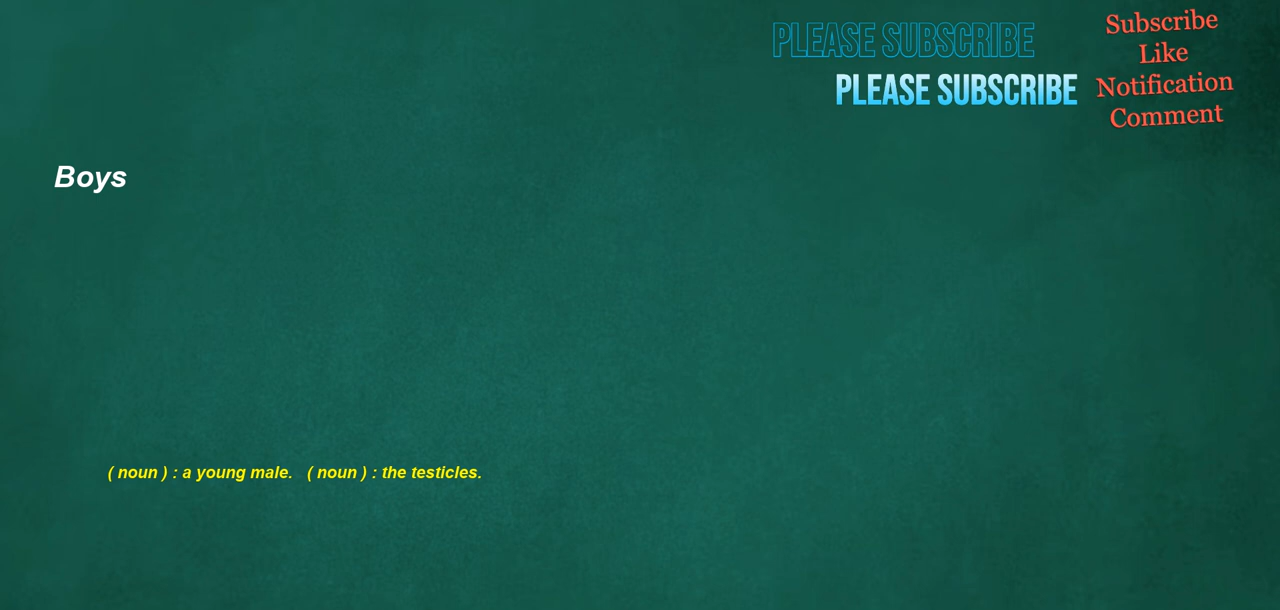 PLEASE SUBSCRIBE
PLEASE SUBSCRIBE
Subscribe
Like
Notification
Comment
Boys
( noun ) : a young male.   ( noun ) : the testicles.